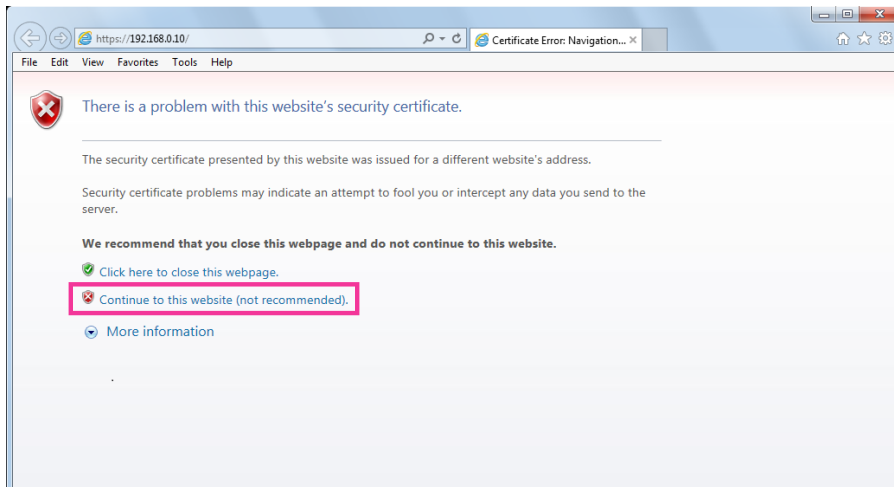 https://192.168.0.10/
Certificate Error: Navigation...
File Edit View Favorites Tools Help
There is a problem with this website's security certificate.
The security certificate presented by this website was issued for a different website's address.
Security certificate problems may indicate an attempt to fool you or intercept any data you send to the
server.
We recommend that you close this webpage and do not continue to this website.
Click here to close this webpage.
Continue to this website (not recommended).
More information
.